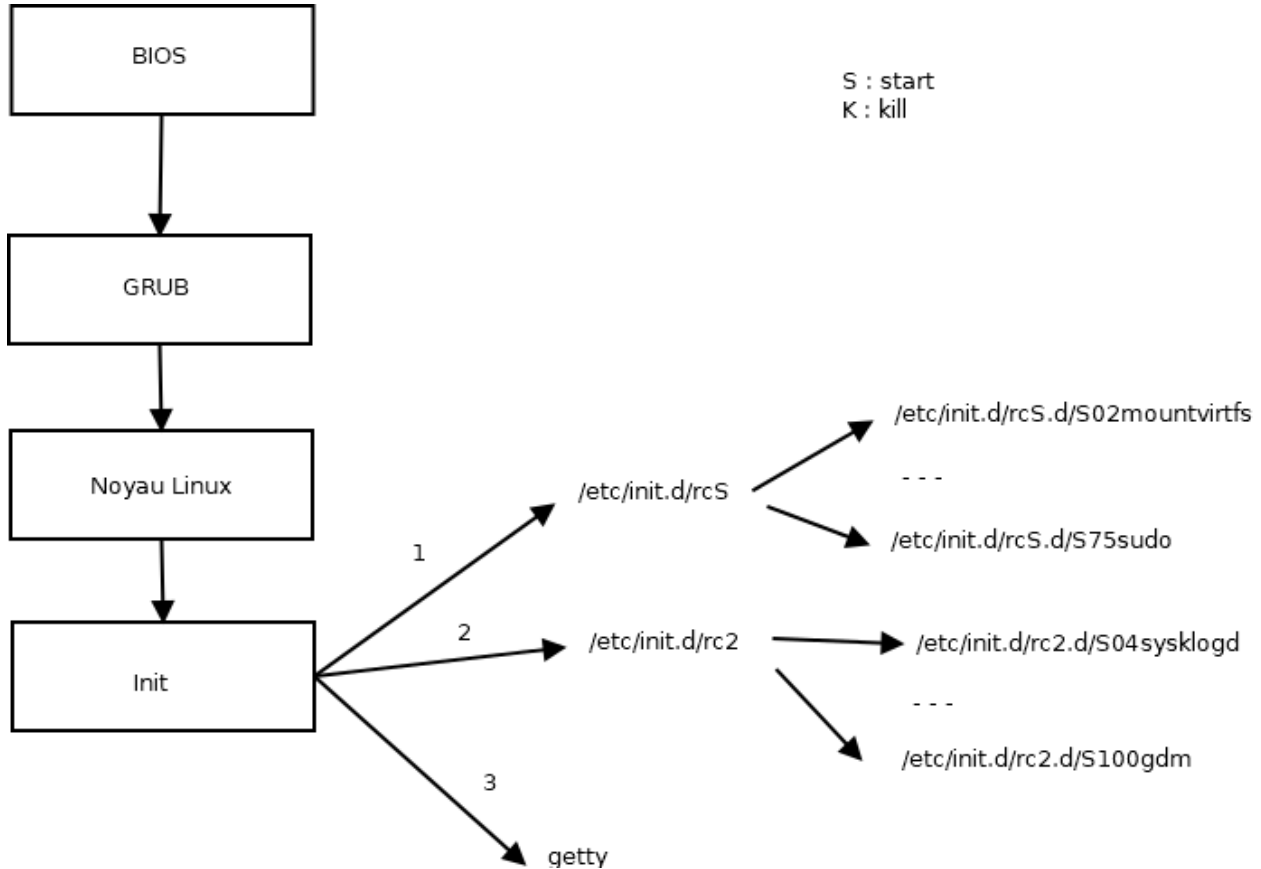 BIOS
S : start
K : kill
GRUB
Noyau Linux
Init
1
/etc/init.d/rcS
/etc/init.d/rcS.d/S02mountvirtfs
- - -
/etc/init.d/rcS.d/S75sudo
2
/etc/init.d/rc2
/etc/init.d/rc2.d/S04sysklogd
- - -
/etc/init.d/rc2.d/S100gdm
3
getty